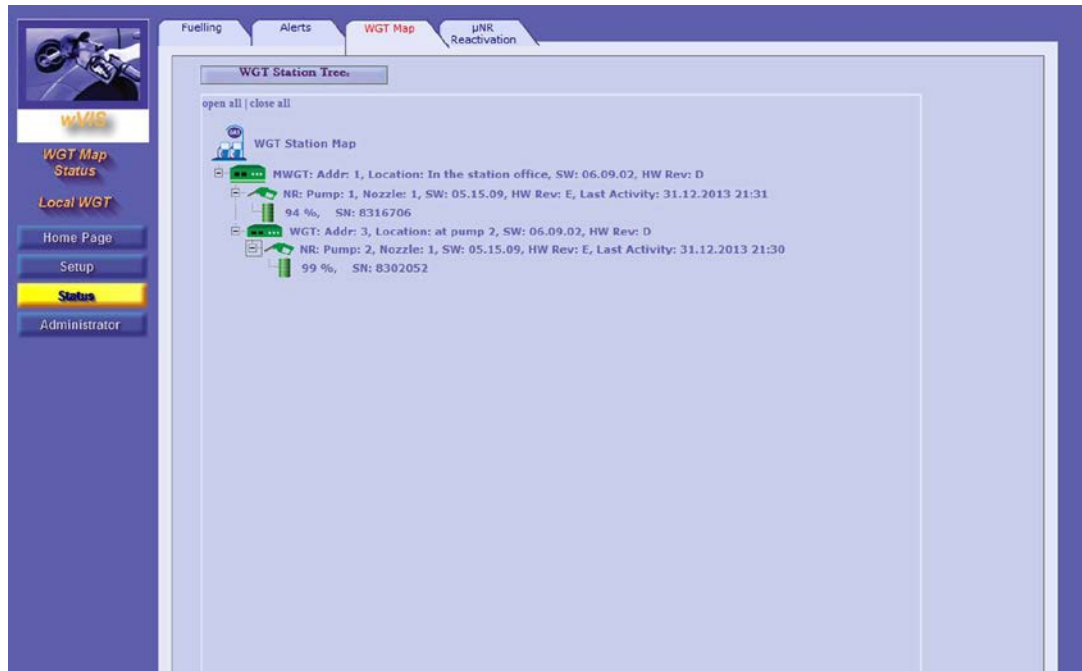 Fuelling
Alerts
WGT Map
µNR
Reactivation
wVIS
WGT Map
Status
Local WGT
Home Page
Setup
Status
Administrator
WGT Station Tree:
open all | close all
WGT Station Map
MWGT: Addr: 1, Location: In the station office, SW: 06.09.02, HW Rev: D
NR: Pump: 1, Nozzle: 1, SW: 05.15.09, HW Rev: E, Last Activity: 31.12.2013 21:31
94 %, SN: 8316706
WGT: Addr: 3, Location: at pump 2, SW: 06.09.02, HW Rev: D
NR: Pump: 2, Nozzle: 1, SW: 05.15.09, HW Rev: E, Last Activity: 31.12.2013 21:30
99 %, SN: 8302052